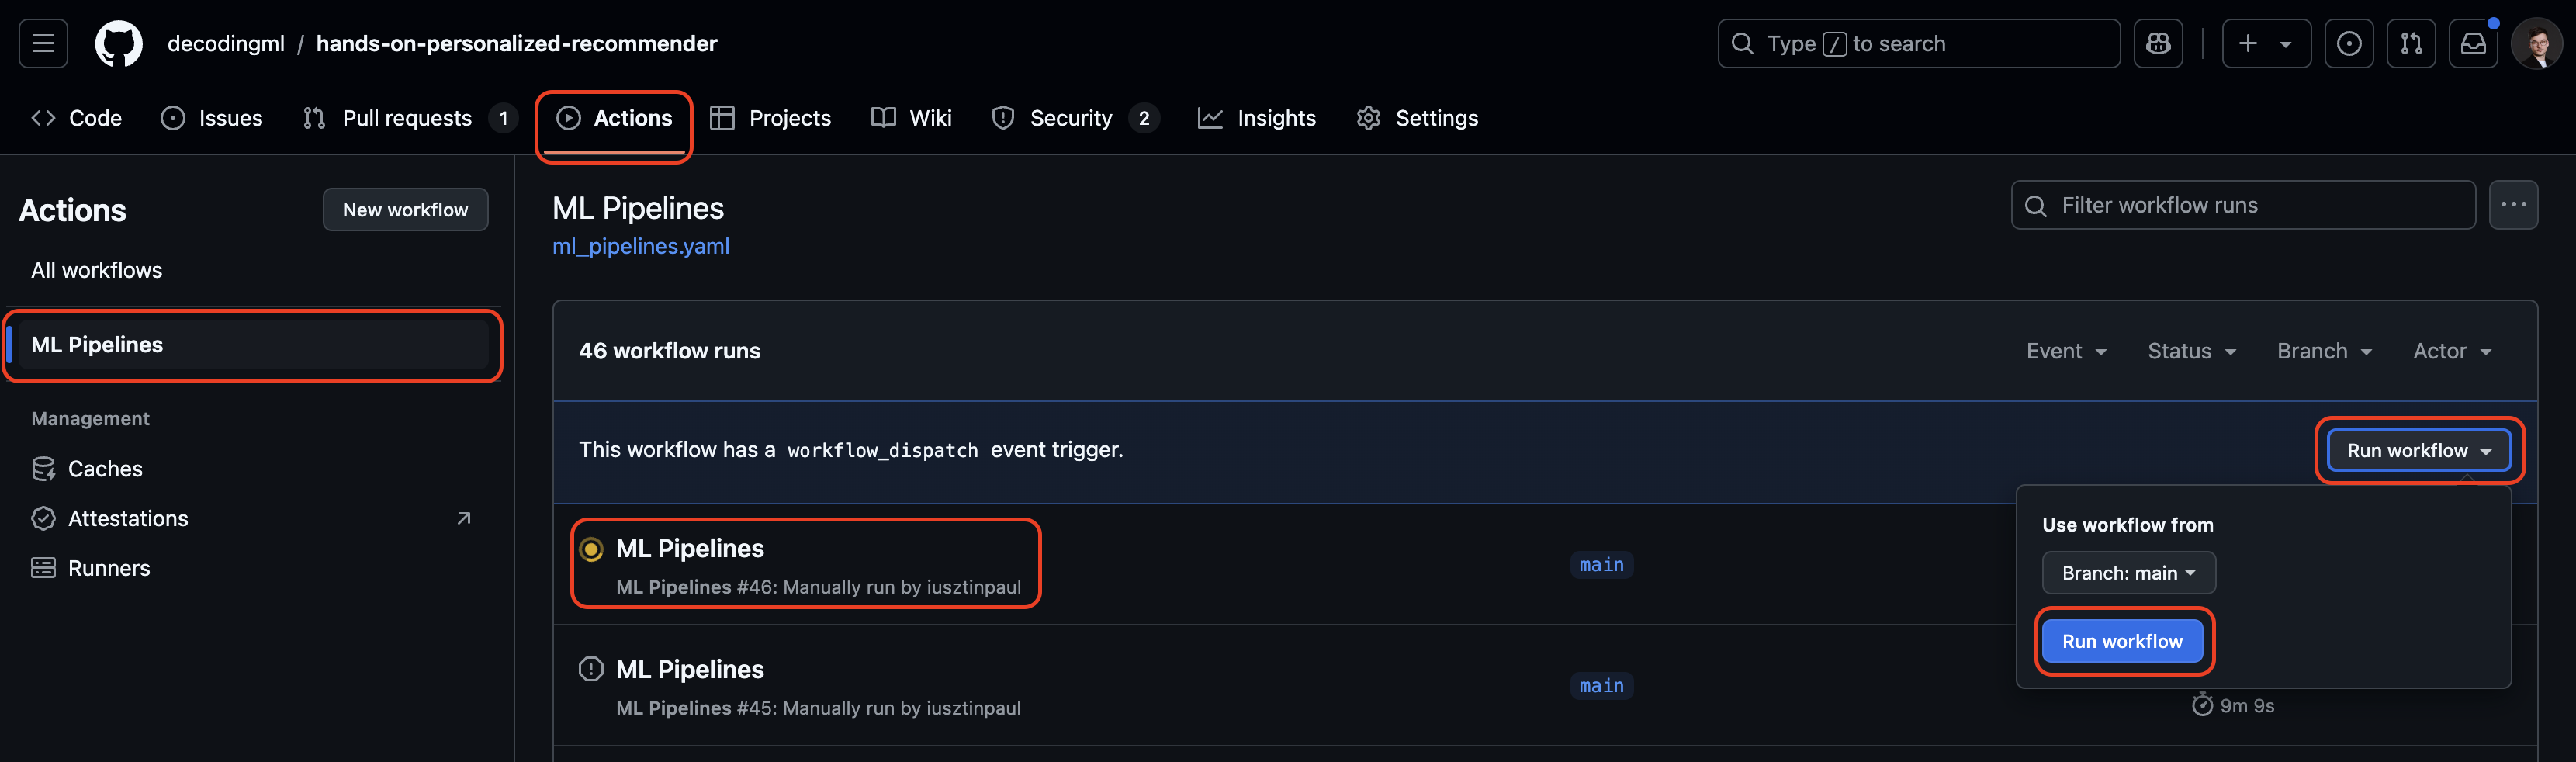 decodingml / hands-on-personalized-recommender
Type / to search
Code
Issues
Pull requests 1
Actions
Projects
Wiki
Security 2
Insights
Settings
Actions
New workflow
All workflows
ML Pipelines
Management
Caches
Attestations
Runners
ML Pipelines
ml_pipelines.yaml
Filter workflow runs
46 workflow runs
Event
Status
Branch
Actor
This workflow has a workflow_dispatch event trigger.
Run workflow
Use workflow from
Branch: main
Run workflow
ML Pipelines
ML Pipelines #46: Manually run by iusztinpaul
main
ML Pipelines
ML Pipelines #45: Manually run by iusztinpaul
main
9m 9s